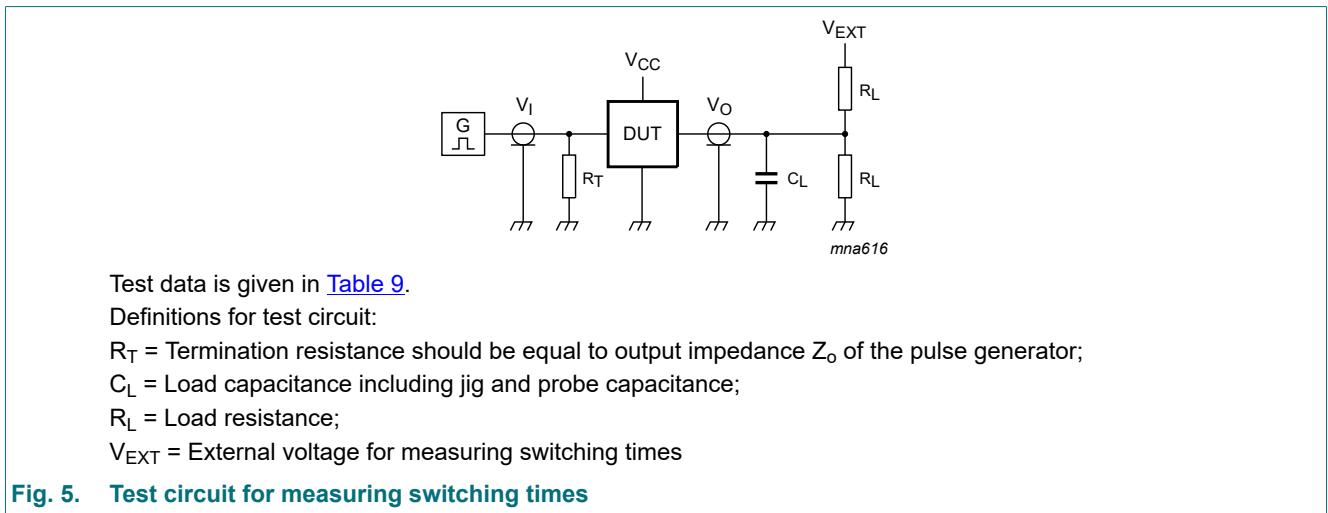 VEXT
VCC
RL
VI
VO
G
DUT
RT
CL
RL
mna616
Test data is given in Table 9.
Definitions for test circuit:
RT = Termination resistance should be equal to output impedance Zo of the pulse generator;
CL = Load capacitance including jig and probe capacitance;
RL = Load resistance;
VEXT = External voltage for measuring switching times
Fig. 5. Test circuit for measuring switching times